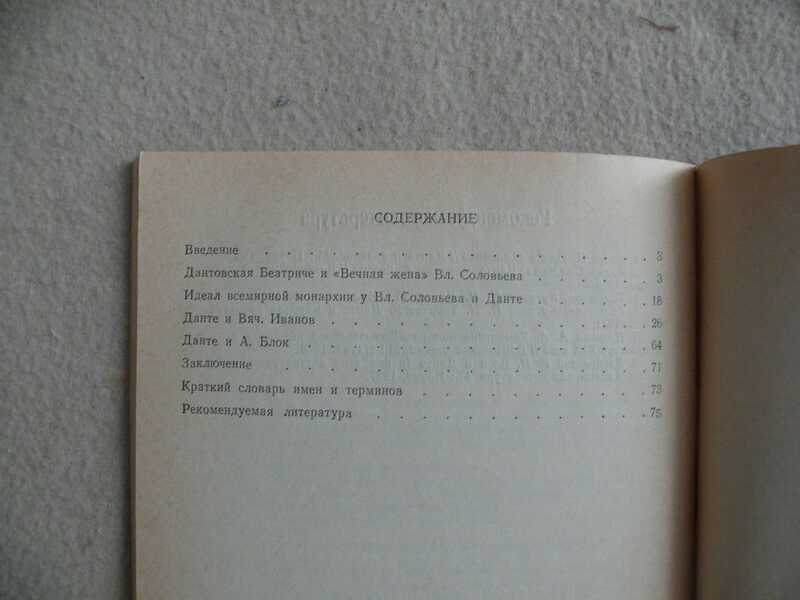 СОДЕРЖАНИЕ
Введение . . . . . . . . . . . . . . . . . . 3
Дантовская Беатриче и «Вечная жена» Вл. Соловьева . . . . . . 3
Идеал всемирной монархии у Вл. Соловьева и Данте . . . . . . 18
Данте и Вяч. Иванов . . . . . . . . . . . . . . . 26
Данте и А. Блок . . . . . . . . . . . . . . . . 64
Заключение . . . . . . . . . . . . . . . . . 71
Краткий словарь имен и терминов . . . . . . . . . . . 73
Рекомендуемая литература . . . . . . . . . . . . . 75